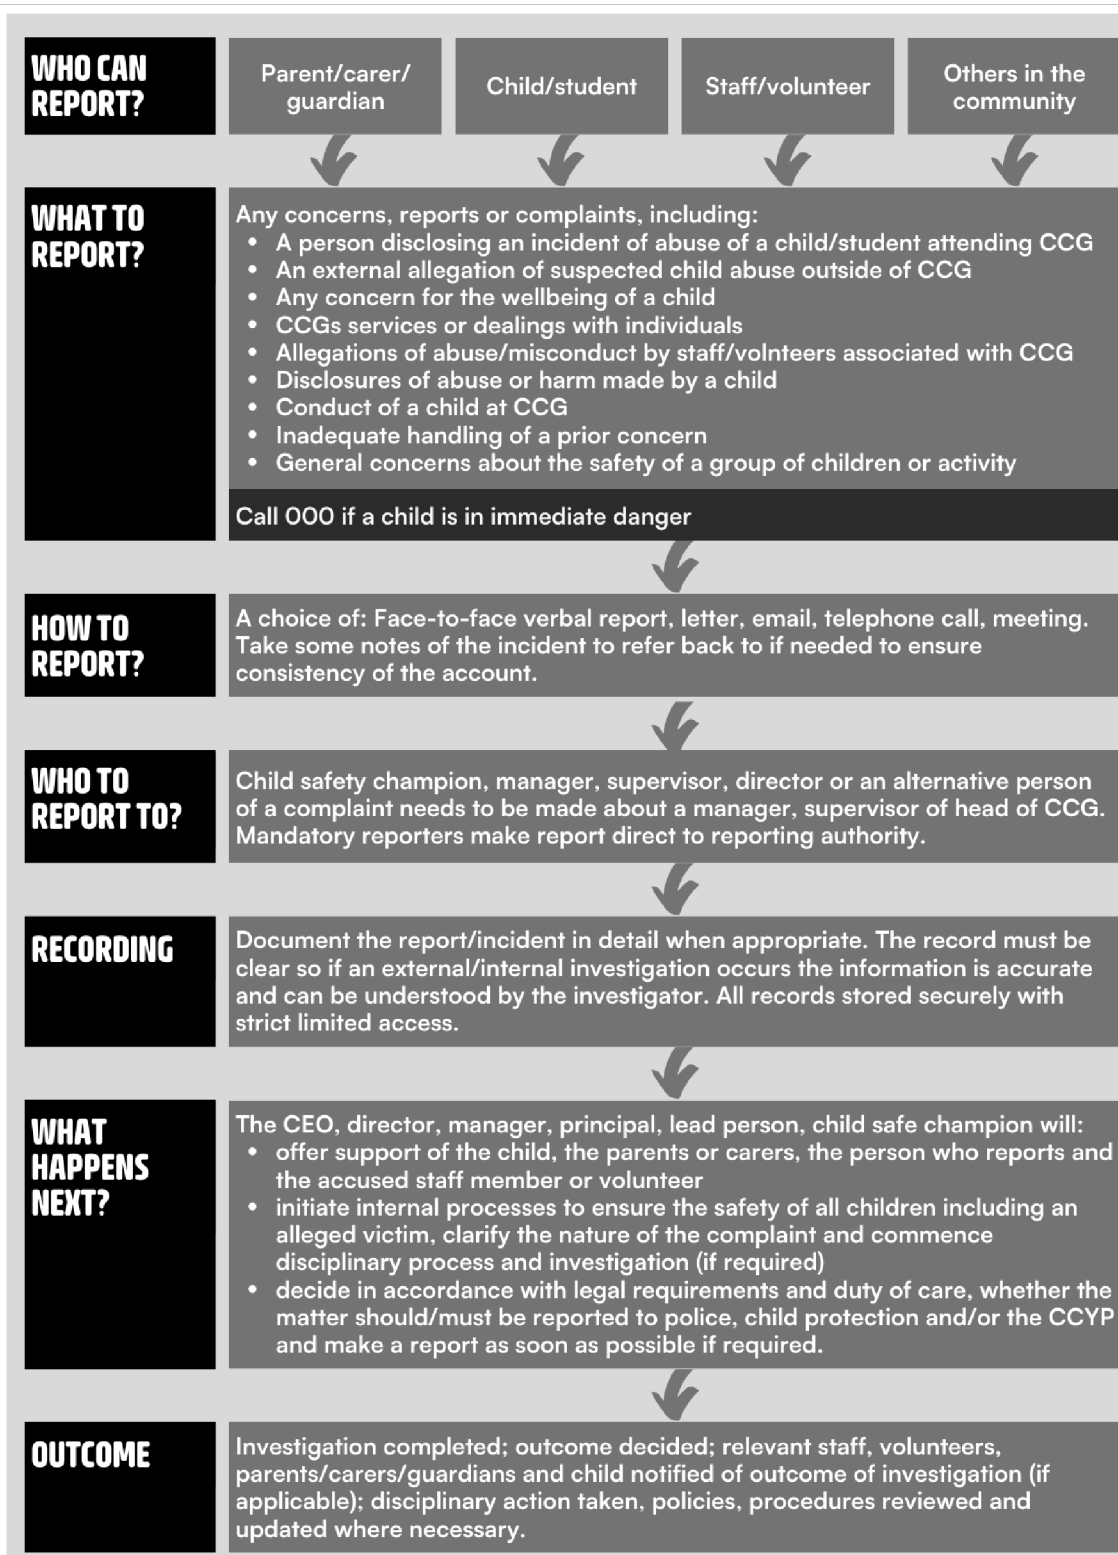 WHO CAN
REPORT?
Parent/carer/
guardian
Child/student
Staff/volunteer
Others in the
community
WHAT TO
REPORT?
Any concerns, reports or complaints, including:
• A person disclosing an incident of abuse of a child/student attending CCG
• An external allegation of suspected child abuse outside of CCG
• Any concern for the wellbeing of a child
• CCGs services or dealings with individuals
• Allegations of abuse/misconduct by staff/volnteers associated with CCG
• Disclosures of abuse or harm made by a child
• Conduct of a child at CCG
• Inadequate handling of a prior concern
• General concerns about the safety of a group of children or activity
Call 000 if a child is in immediate danger
HOW TO
REPORT?
A choice of: Face-to-face verbal report, letter, email, telephone call, meeting.
Take some notes of the incident to refer back to if needed to ensure
consistency of the account.
WHO TO
REPORT TO?
Child safety champion, manager, supervisor, director or an alternative person
of a complaint needs to be made about a manager, supervisor of head of CCG.
Mandatory reporters make report direct to reporting authority.
RECORDING
Document the report/incident in detail when appropriate. The record must be
clear so if an external/internal investigation occurs the information is accurate
and can be understood by the investigator. All records stored securely with
strict limited access.
WHAT
HAPPENS
NEXT?
The CEO, director, manager, principal, lead person, child safe champion will:
• offer support of the child, the parents or carers, the person who reports and
the accused staff member or volunteer
• initiate internal processes to ensure the safety of all children including an
alleged victim, clarify the nature of the complaint and commence
disciplinary process and investigation (if required)
• decide in accordance with legal requirements and duty of care, whether the
matter should/must be reported to police, child protection and/or the CCYP
and make a report as soon as possible if required.
OUTCOME
Investigation completed; outcome decided; relevant staff, volunteers,
parents/carers/guardians and child notified of outcome of investigation (if
applicable); disciplinary action taken, policies, procedures reviewed and
updated where necessary.